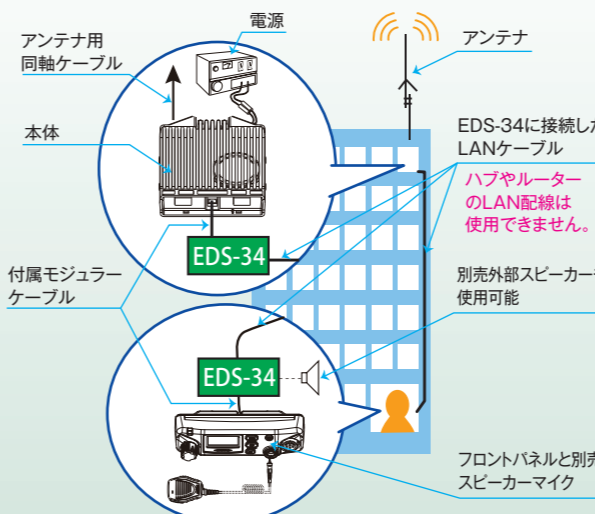 電源
アンテナ用
同軸ケーブル
アンテナ
本体
EDS-34に接続した
LANケーブル
ハブやルーター
のLAN配線は
使用できません。
EDS-34
付属モジュラー
ケーブル
別売外部スピーカー
使用可能
EDS-34
フロントパネルと別売
スピーカーマイク